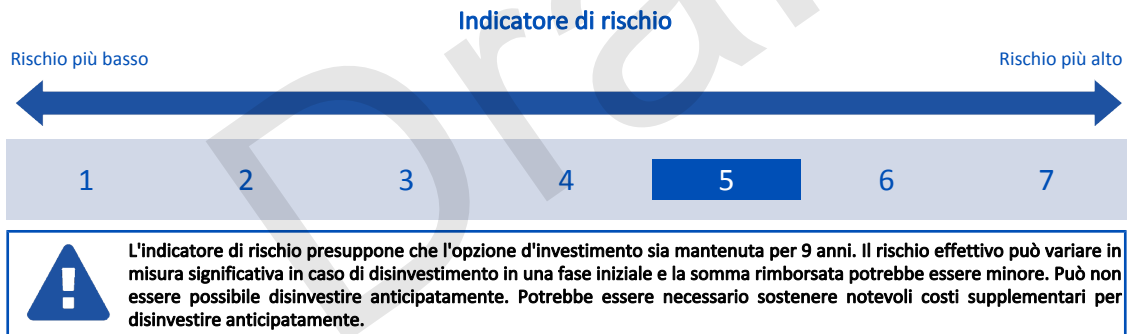 Indicatore di rischio
Rischio più basso Rischio più alto
1 2 3 4 5 6 7
L'indicatore di rischio presuppone che l'opzione d'investimento sia mantenuta per 9 anni. Il rischio effettivo può variare in
misura significativa in caso di disinvestimento in una fase iniziale e la somma rimborsata potrebbe essere minore. Può non
essere possibile disinvestire anticipatamente. Potrebbe essere necessario sostenere notevoli costi supplementari per
disinvestire anticipatamente.